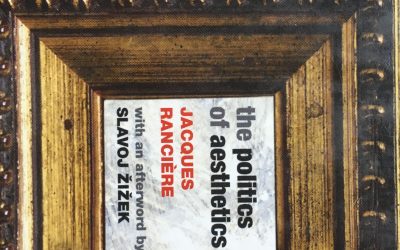 the politics
of aesthetics
JACQUES
RANCIÈRE
with an afterword by
SLAVOJ ŽIŽEK